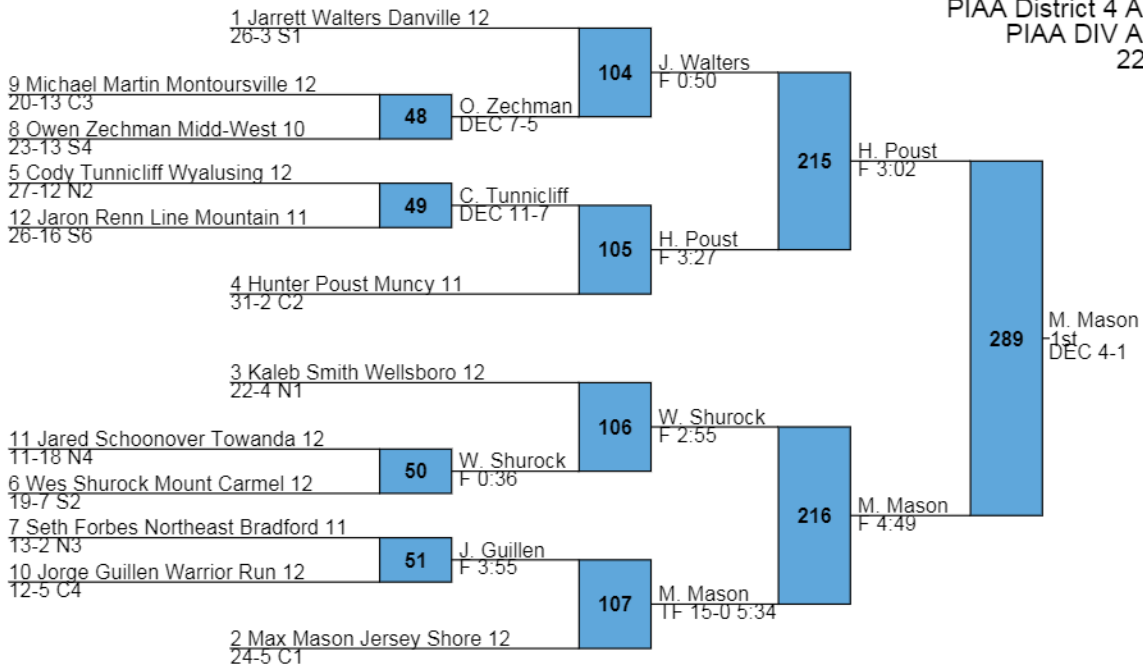 PIAA District 4 A
PIAA DIV A
22
1 Jarrett Walters Danville 12
26-3 S1
104
J. Walters
F 0:50
9 Michael Martin Montoursville 12
20-13 C3
48
O. Zechman
DEC 7-5
8 Owen Zechman Midd-West 10
23-13 S4
215
H. Poust
F 3:02
5 Cody Tunnicliff Wyalusing 12
27-12 N2
49
C. Tunnicliff
DEC 11-7
12 Jaron Renn Line Mountain 11
26-16 S6
105
H. Poust
F 3:27
4 Hunter Poust Muncy 11
31-2 C2
289
M. Mason
1st
DEC 4-1
3 Kaleb Smith Wellsboro 12
22-4 N1
106
W. Shurock
F 2:55
11 Jared Schoonover Towanda 12
11-18 N4
50
W. Shurock
F 0:36
6 Wes Shurock Mount Carmel 12
19-7 S2
216
M. Mason
F 4:49
7 Seth Forbes Northeast Bradford 11
13-2 N3
51
J. Guillen
F 3:55
10 Jorge Guillen Warrior Run 12
12-5 C4
107
M. Mason
TF 15-0 5:34
2 Max Mason Jersey Shore 12
24-5 C1